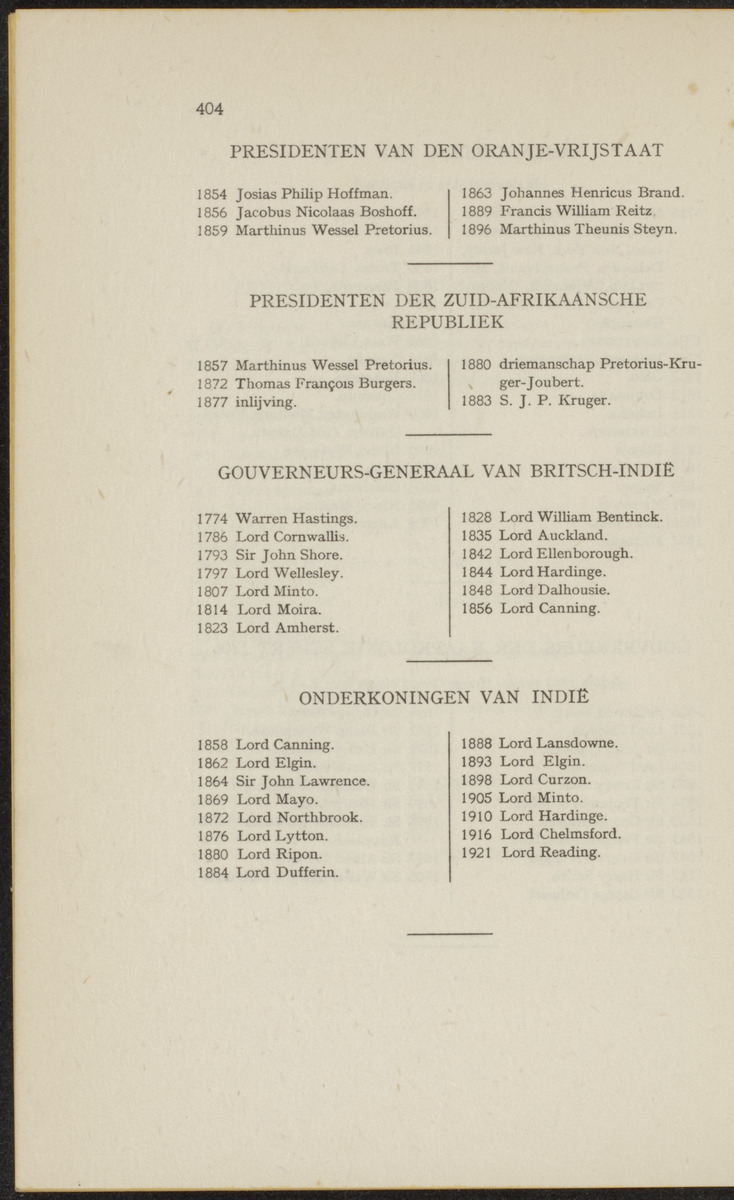 404
PRESIDENTEN VAN DEN ORANJE-VRIJSTAAT
1854 Josias Philip Hoffman.
1856 Jacobus Nicolaas Boshoff.
1859 Marthinus Wessel Pretorius.
1863 Johannes Henricus Brand.
1889 Francis William Reitz.
1896 Marthinus Theunis Steyn.
PRESIDENTEN DER ZUID-AFRIKAANSCHE
REPUBLIEK
1857 Marthinus Wessel Pretorius.
1872 Thomas François Burgers.
1877 inlijving.
1880 driemanschap Pretorius-Kru-
ger-Joubert.
1883 S. J. P. Kruger.
GOUVERNEURS-GENERAAL VAN BRITSCH-INDIË
1774 Warren Hastings.
1786 Lord Cornwallis.
1793 Sir John Shore.
1797 Lord Wellesley.
1807 Lord Minto.
1814 Lord Moira.
1823 Lord Amherst.
1828 Lord William Bentinck.
1835 Lord Auckland.
1842 Lord Ellenborough.
1844 Lord Hardinge.
1848 Lord Dalhousie.
1856 Lord Canning.
ONDERKONINGEN VAN INDIË
1858 Lord Canning.
1862 Lord Elgin.
1864 Sir John Lawrence.
1869 Lord Mayo.
1872 Lord Northbrook.
1876 Lord Lytton.
1880 Lord Ripon.
1884 Lord Dufferin.
1888 Lord Lansdowne.
1893 Lord Elgin.
1898 Lord Curzon.
1905 Lord Minto.
1910 Lord Hardinge.
1916 Lord Chelmsford.
1921 Lord Reading.